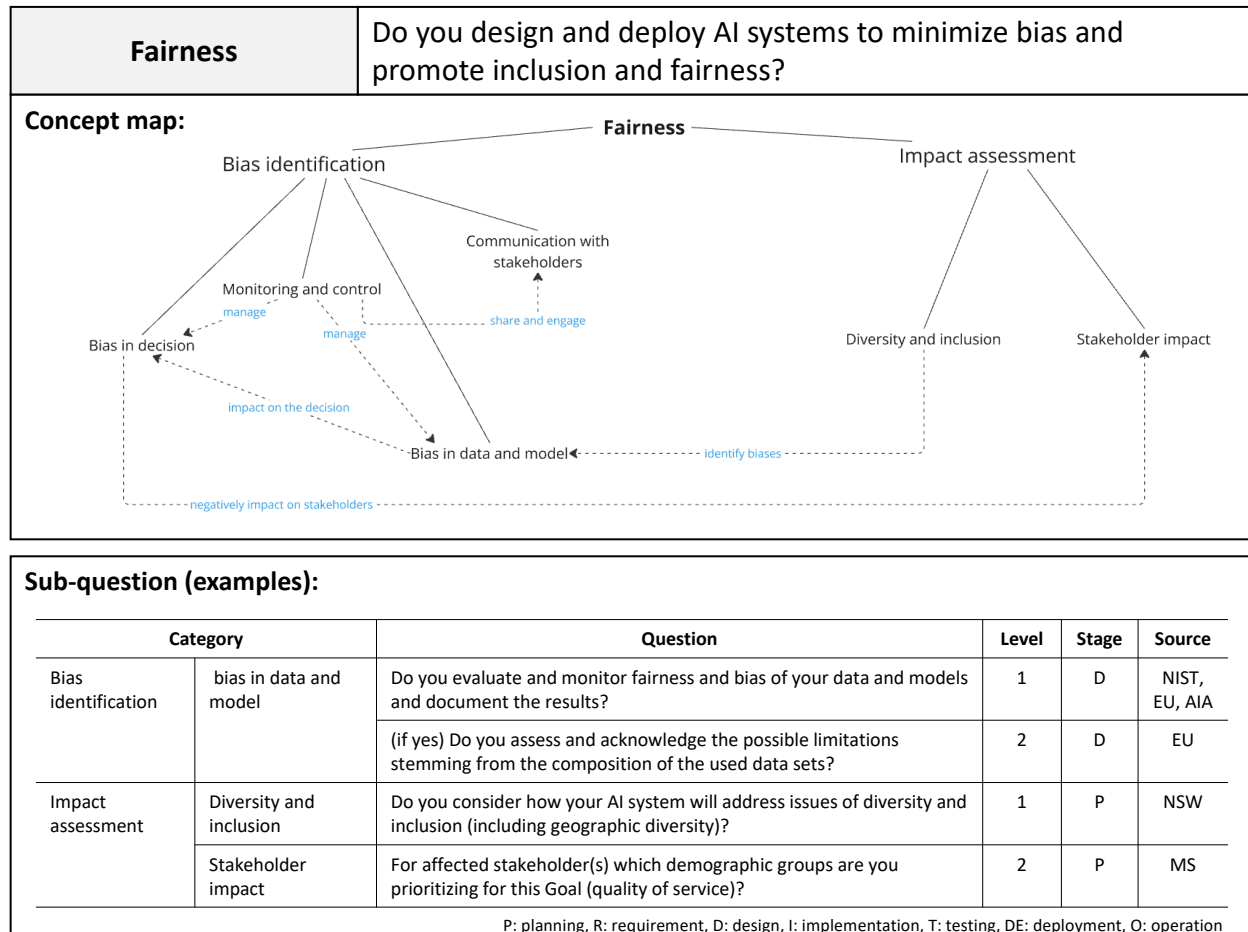 Fairness
Do you design and deploy AI systems to minimize bias and
promote inclusion and fairness?
Concept map:
Fairness
Bias identification
Impact assessment
Communication with
stakeholders
Monitoring and control
manage
share and engage
manage
Bias in decision
Diversity and inclusion
Stakeholder impact
impact on the decision
Bias in data and model
identify biases
negatively impact on stakeholders
Sub-question (examples):
Category
Question
Level
Stage
Source
Bias
identification
bias in data and
model
Do you evaluate and monitor fairness and bias of your data and models
and document the results?
1
D
NIST,
EU, AIA
(if yes) Do you assess and acknowledge the possible limitations
stemming from the composition of the used data sets?
2
D
EU
Impact
assessment
Diversity and
inclusion
Do you consider how your AI system will address issues of diversity and
inclusion (including geographic diversity)?
1
P
NSW
Stakeholder
impact
For affected stakeholder(s) which demographic groups are you
prioritizing for this Goal (quality of service)?
2
P
MS
P: planning, R: requirement, D: design, I: implementation, T: testing, DE: deployment, O: operation